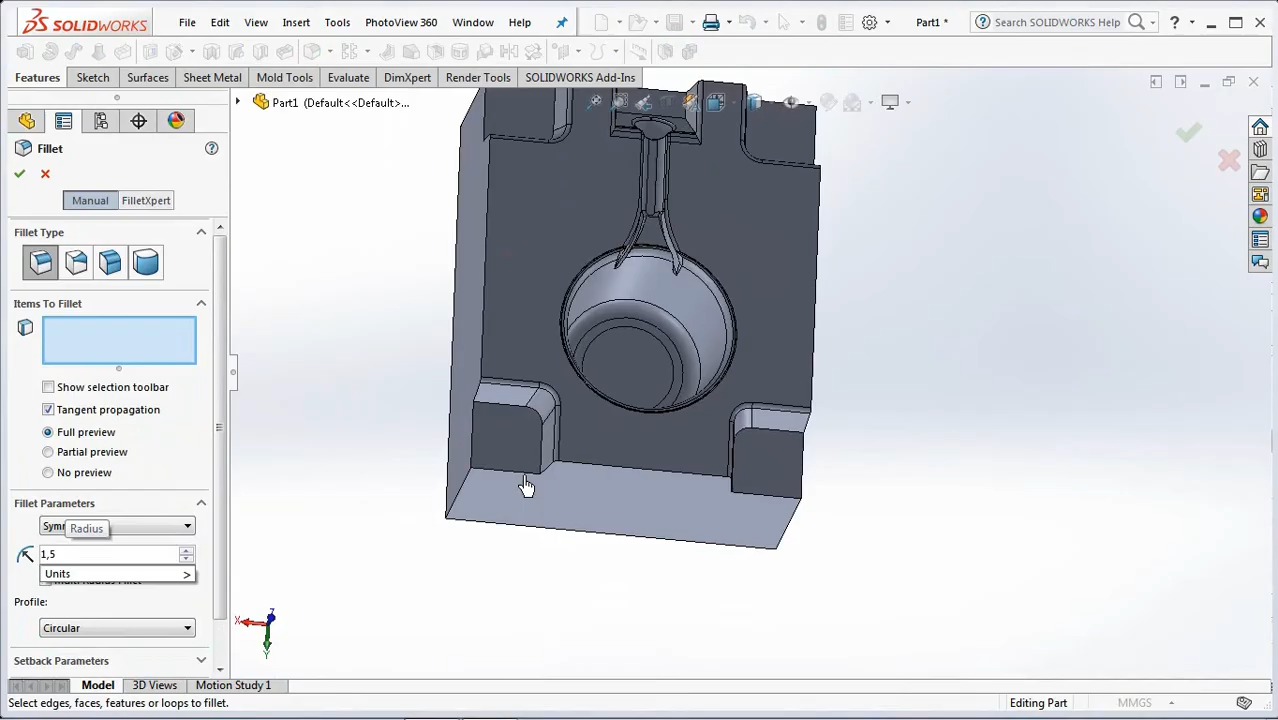 SOLIDWORKS File Edit View Insert Tools PhotoView 360 Window Help Part1 * Search SOLIDWORKS Help ?
Features Sketch Surfaces Sheet Metal Mold Tools Evaluate DimXpert Render Tools SOLIDWORKS Add-Ins
Part1 (Default<<Default>...
Fillet
Manual FilletXpert
Fillet Type
Items To Fillet
Show selection toolbar
Tangent propagation
Full preview
Partial preview
No preview
Fillet Parameters
Radius
1,5
Units >
Profile:
Circular
Setback Parameters
X
Y
Z
Model 3D Views Motion Study 1
Select edges, faces, features or loops to fillet. Editing Part MMGS